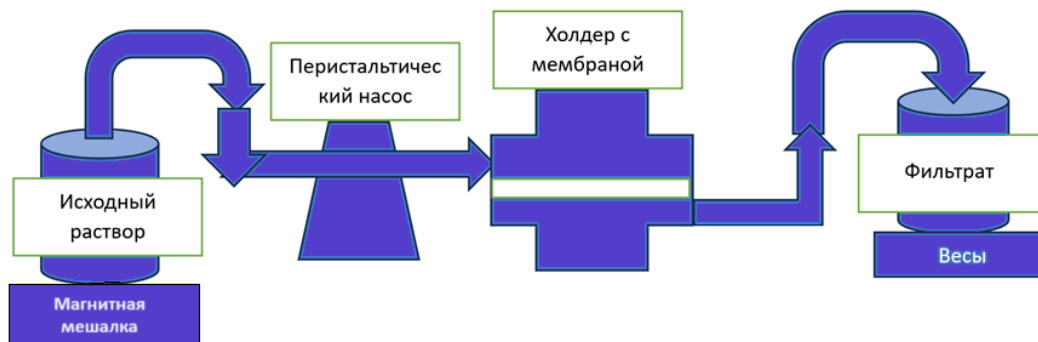 Исходный
раствор
Магнитная
мешалка
Перистальтичес
кий насос
Холдер с
мембраной
Фильтрат
Весы